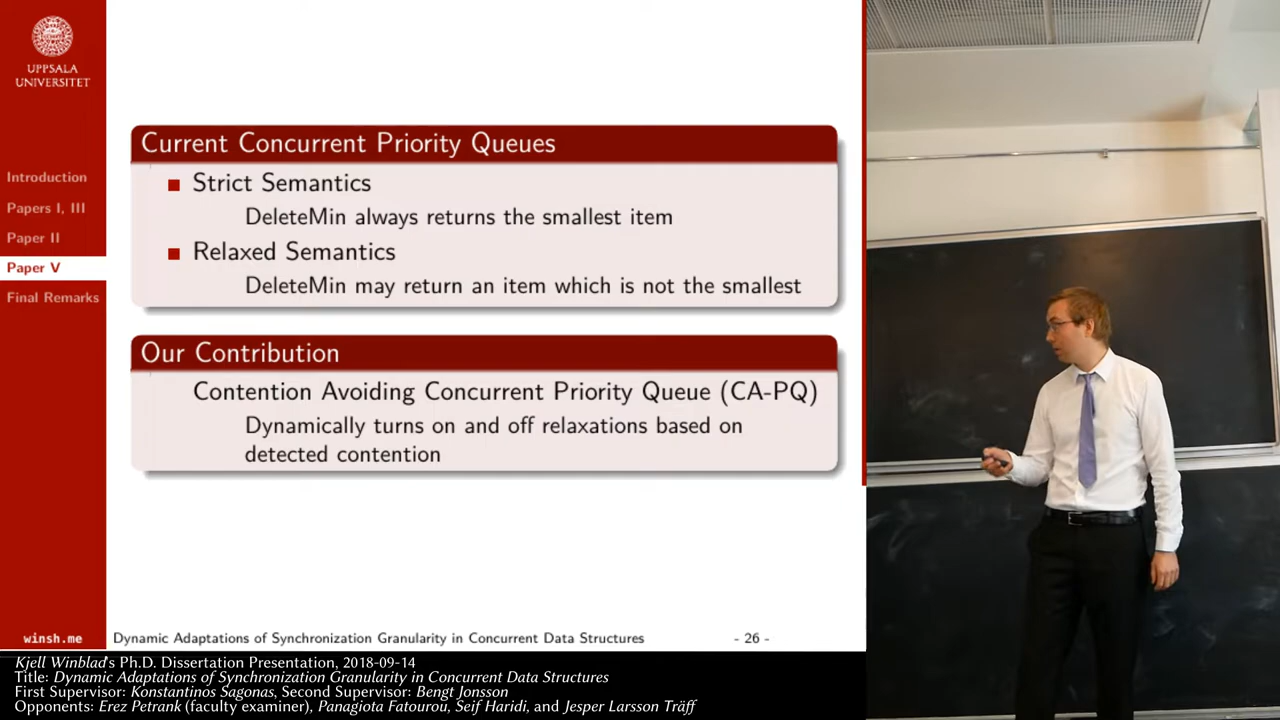 UPPSALA
UNIVERSITET
Introduction
Papers I, III
Paper II
Paper V
Final Remarks
Current Concurrent Priority Queues
Strict Semantics
DeleteMin always returns the smallest item
Relaxed Semantics
DeleteMin may return an item which is not the smallest
Our Contribution
Contention Avoiding Concurrent Priority Queue (CA-PQ)
Dynamically turns on and off relaxations based on
detected contention
winsh.me
Dynamic Adaptations of Synchronization Granularity in Concurrent Data Structures
- 26 -
Kjell Winblad's Ph.D. Dissertation Presentation, 2018-09-14
Title: Dynamic Adaptations of Synchronization Granularity in Concurrent Data Structures
First Supervisor: Konstantinos Sagonas, Second Supervisor: Bengt Jonsson
Opponents: Erez Petrank (faculty examiner), Panagiota Fatourou, Seif Haridi, and Jesper Larsson Träff